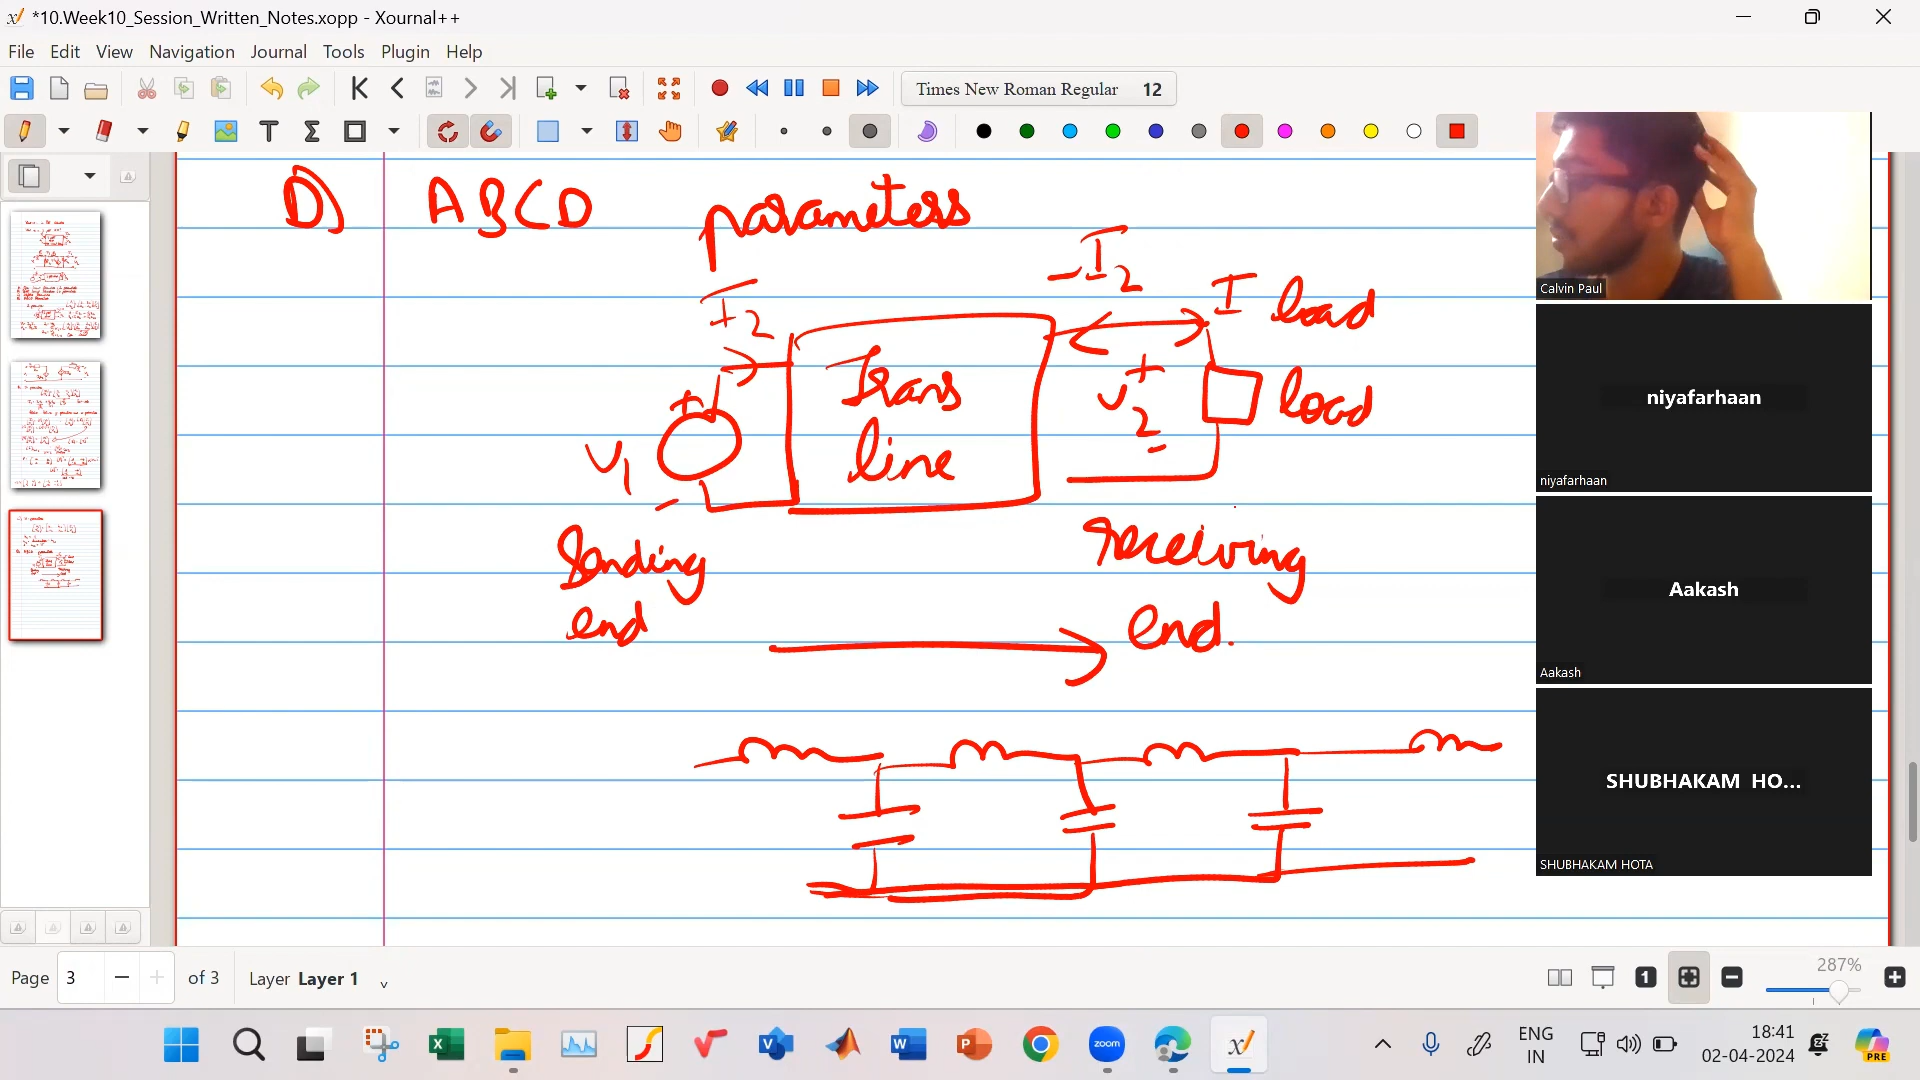 *10.Week10_Session_Written_Notes.xopp - Xournal++
File Edit View Navigation Journal Tools Plugin Help
Times New Roman Regular 12
D) ABCD parameters
-I2
I2
I load
Trans
line
V1
+
-
+
V2
-
load
Sending
end
receiving
end.
Calvin Paul
niyafarhaan
niyafarhaan
Aakash
Aakash
SHUBHAKAM HO...
SHUBHAKAM HOTA
Page 3 of 3 Layer Layer 1
287%
ENG
IN
18:41
02-04-2024
zoom
PRE